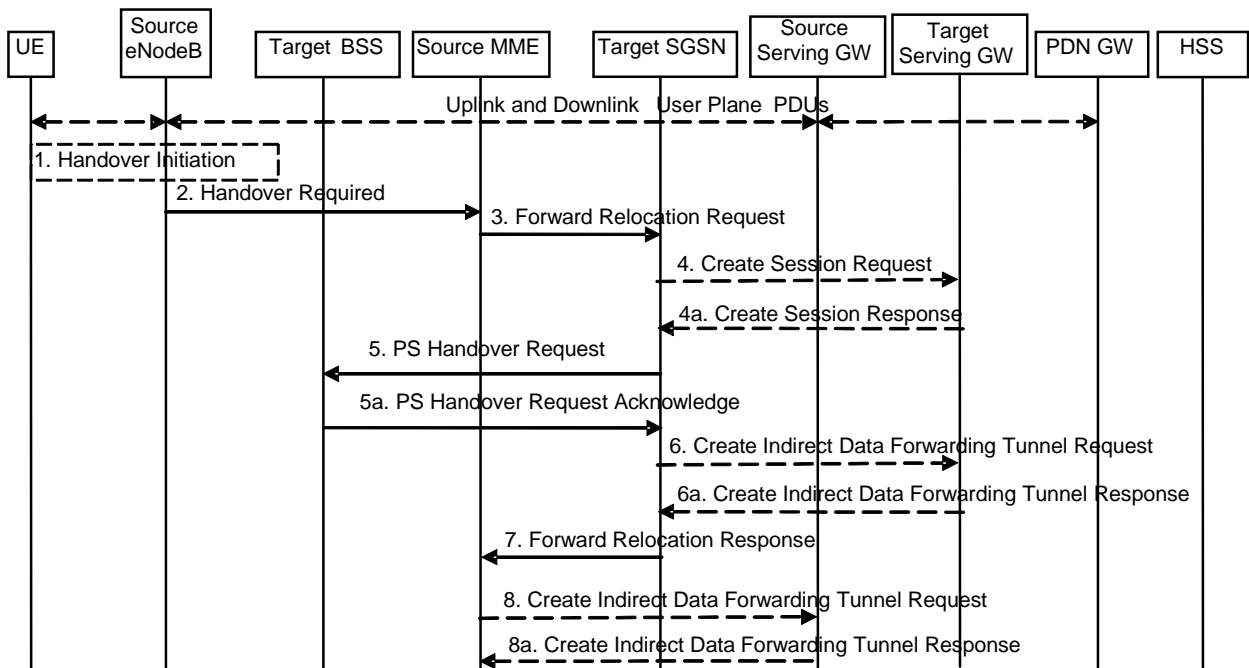 UE
Source
eNodeB
Target BSS
Source MME
Target SGSN
Source
Serving GW
Target
Serving GW
PDN GW
HSS
Uplink and Downlink User Plane PDUs
1. Handover Initiation
2. Handover Required
3. Forward Relocation Request
4. Create Session Request
4a. Create Session Response
5. PS Handover Request
5a. PS Handover Request Acknowledge
6. Create Indirect Data Forwarding Tunnel Request
6a. Create Indirect Data Forwarding Tunnel Response
7. Forward Relocation Response
8. Create Indirect Data Forwarding Tunnel Request
8a. Create Indirect Data Forwarding Tunnel Response